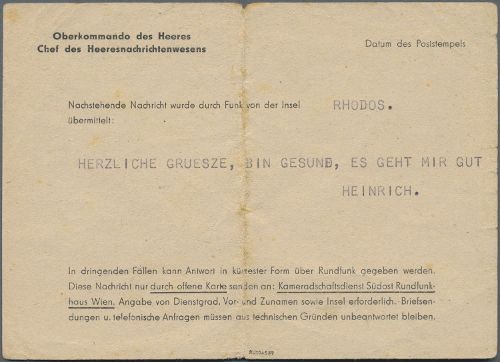 Oberkommando des Heeres
Chef des Heeresnachrichtenwesens
Datum des Poststempels
Nachstehende Nachricht wurde durch Funk von der Insel RHODOS.
übermittelt:
HERZLICHE GRUESZE, BIN GESUND, ES GEHT MIR GUT
HEINRICH.
In dringenden Fällen kann Antwort in kürzester Form über Rundfunk gegeben werden.
Diese Nachricht nur durch offene Karte senden an: Kameradschaftsdienst Südost Rundfunk-
haus Wien. Angabe von Dienstgrad, Vor- und Zunamen sowie Insel erforderlich. Briefsen-
dungen u. telefonische Anfragen müssen aus technischen Gründen unbeantwortet bleiben.